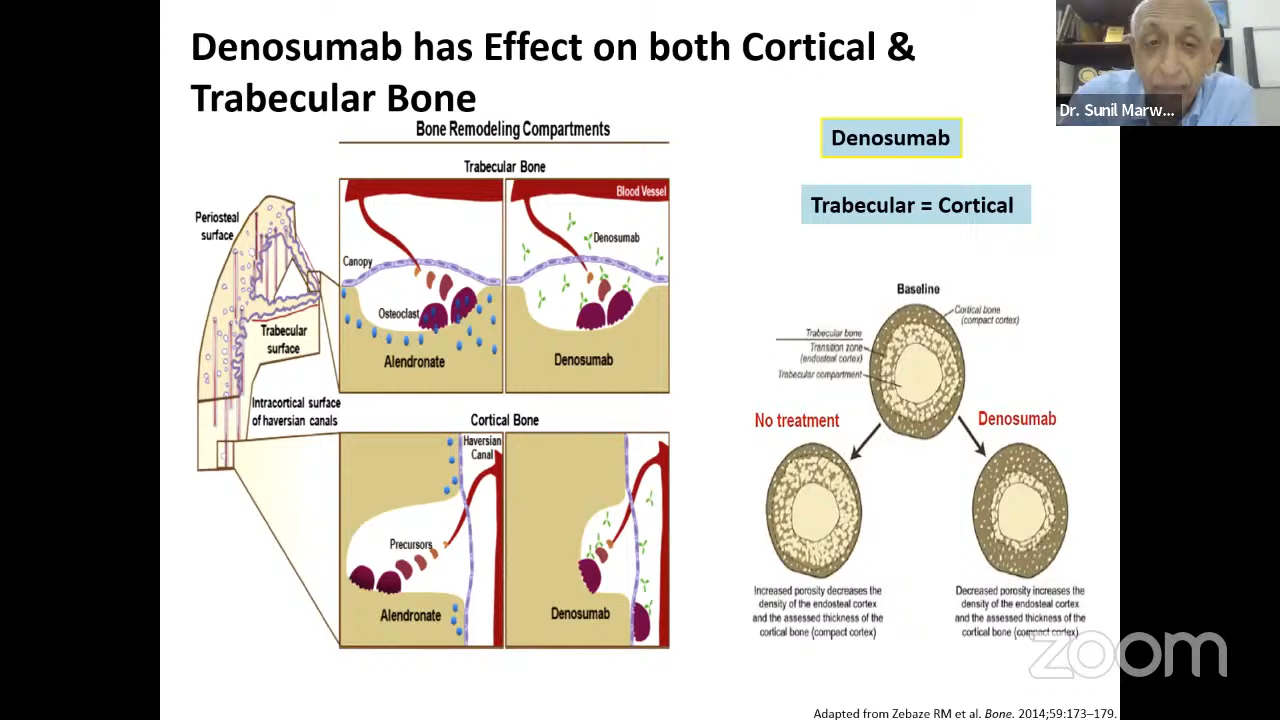 Denosumab has Effect on both Cortical &
Trabecular Bone
Dr. Sunil Marw...
Bone Remodeling Compartments
Trabecular Bone
Blood Vessel
Periosteal
surface
Denosumab
Canopy
Osteoclast
Trabecular
surface
Alendronate
Denosumab
Intracortical surface
of haversian canals
Cortical Bone
Haversian
Canal
Precursors
Alendronate
Denosumab
Denosumab
Trabecular = Cortical
Baseline
Cortical bone
(compact cortex)
Trabecular bone
Transition zone
(endosteal cortex)
Trabecular compartment
No treatment
Denosumab
Increased porosity decreases the
density of the endosteal cortex
and the assessed thickness of the
cortical bone (compact cortex)
Decreased porosity increases the
density of the endosteal cortex
and the assessed thickness of the
cortical bone (compact cortex)
zoom
Adapted from Zebaze RM et al. Bone. 2014;59:173–179.